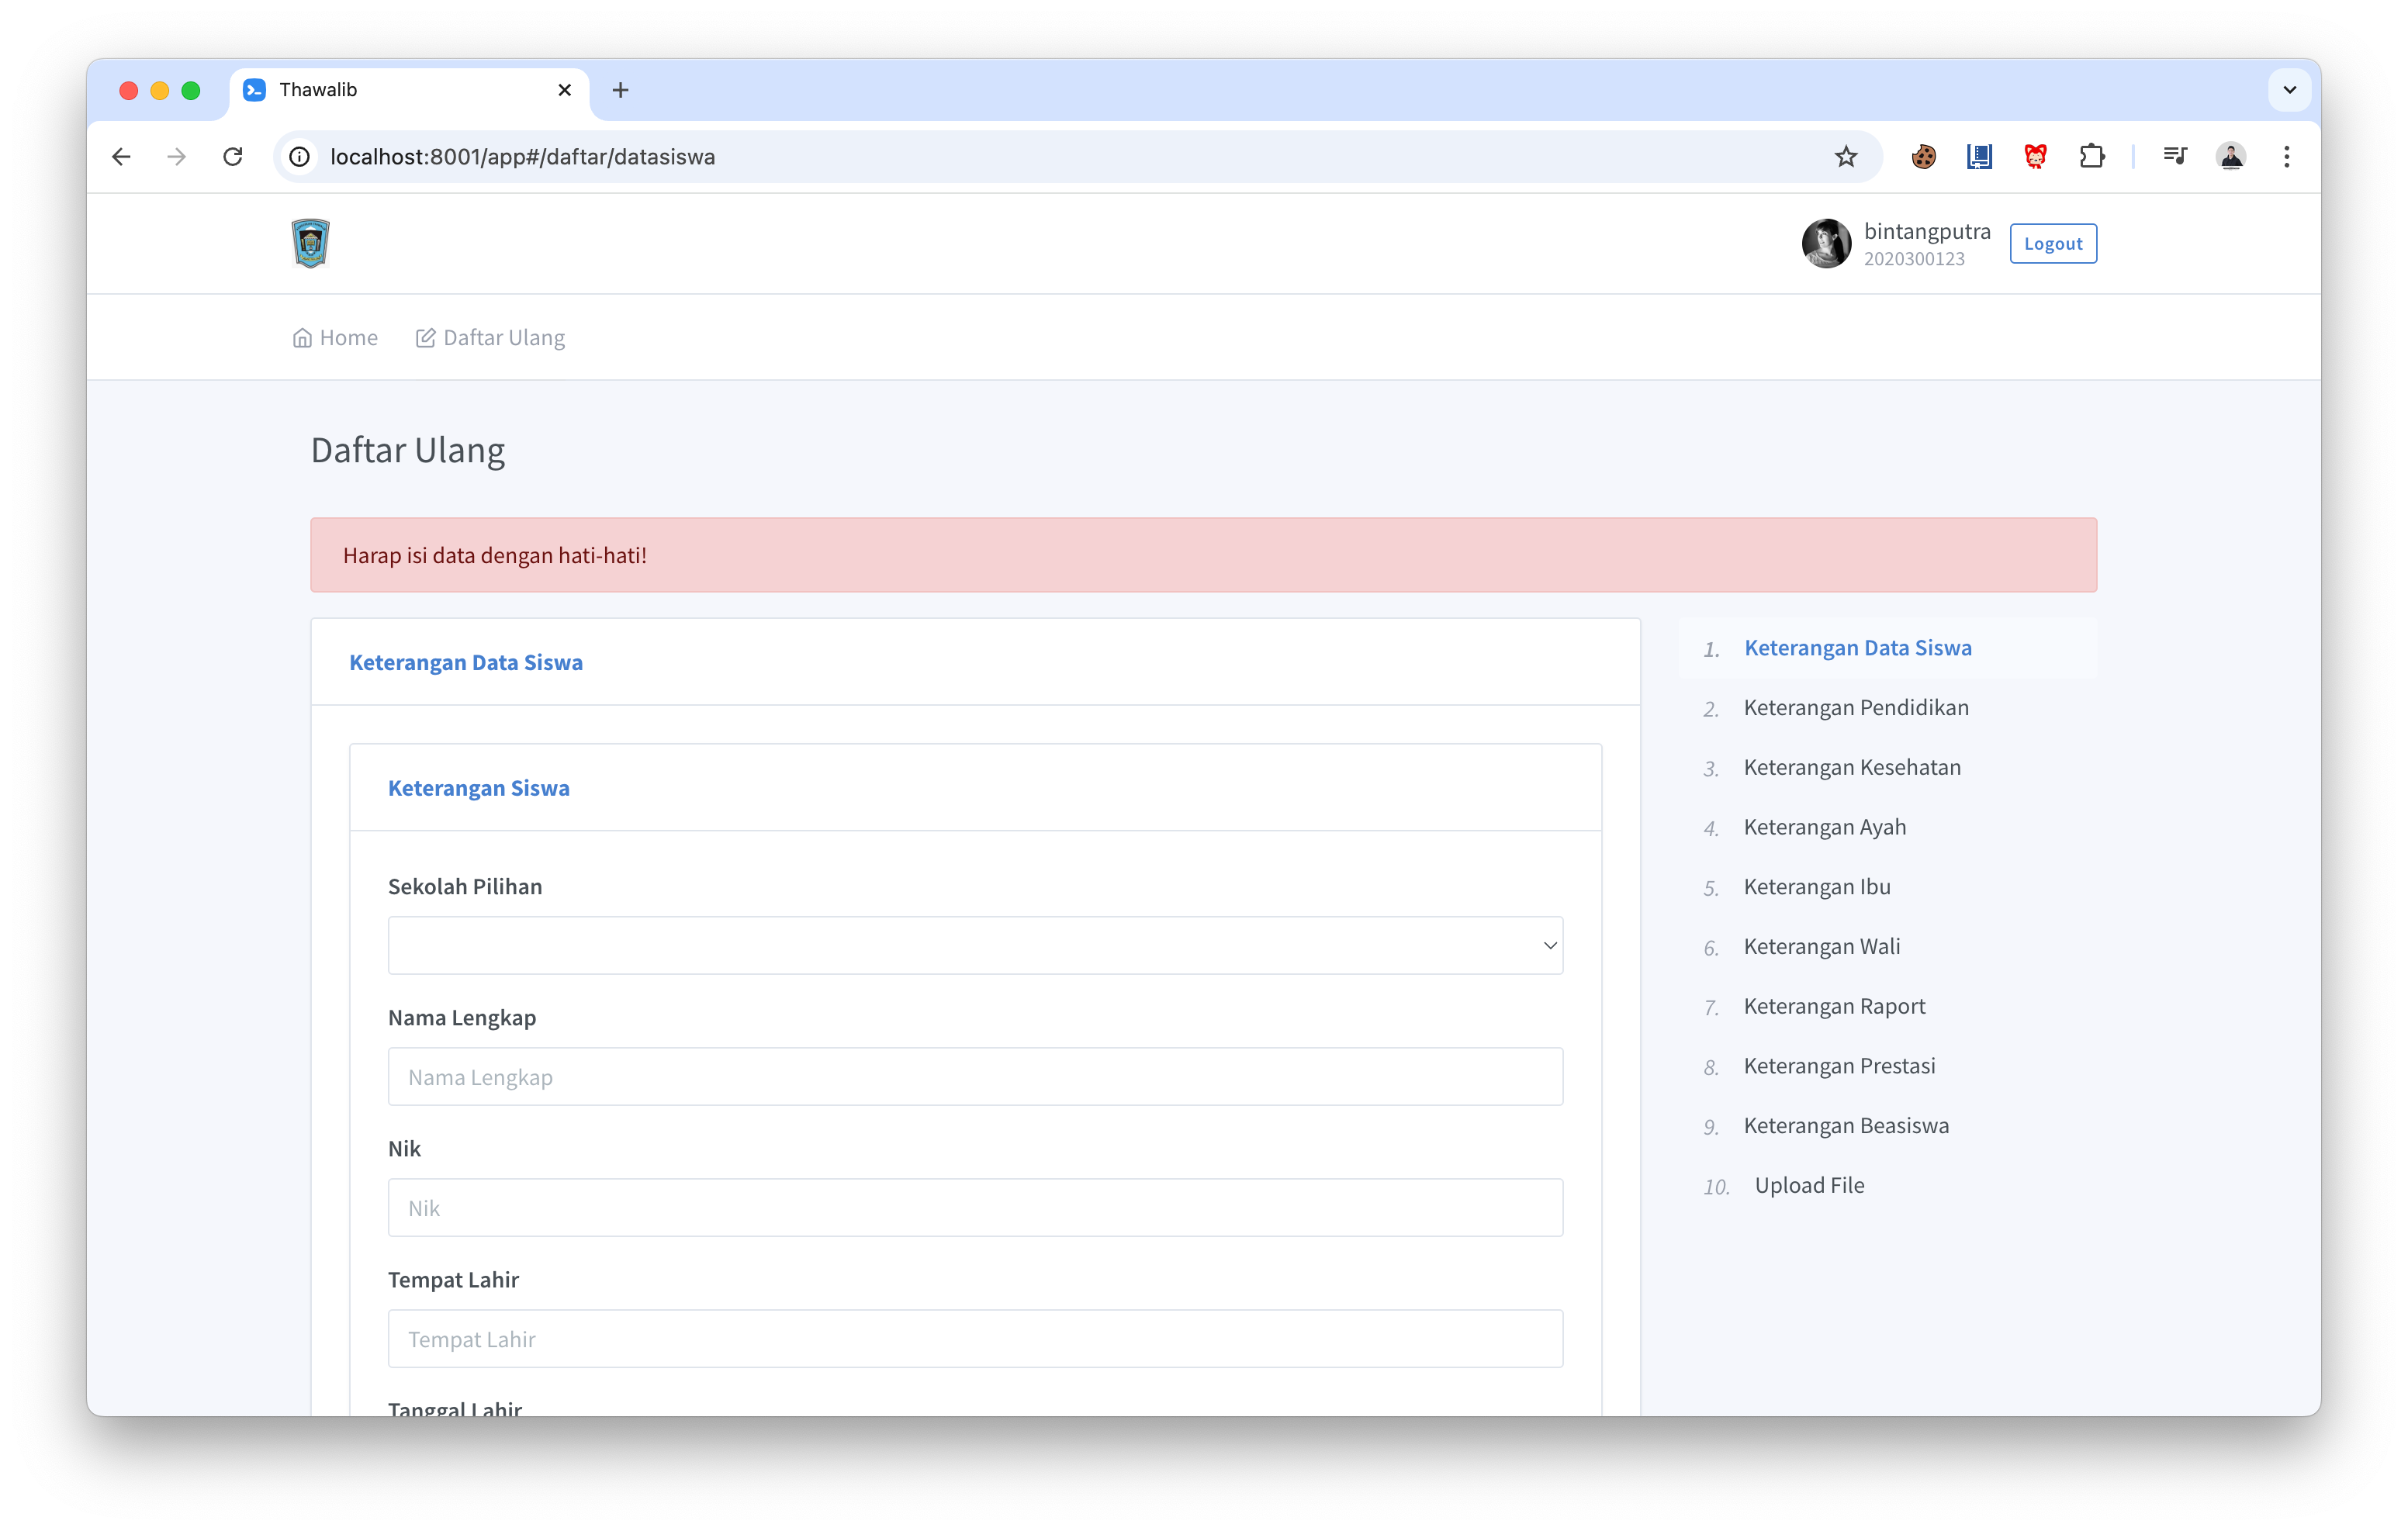 Thawalib
localhost:8001/app#/daftar/datasiswa
bintangputra
2020300123
Logout
Home
Daftar Ulang
Daftar Ulang
Harap isi data dengan hati-hati!
Keterangan Data Siswa
Keterangan Siswa
Sekolah Pilihan
Nama Lengkap
Nama Lengkap
Nik
Nik
Tempat Lahir
Tempat Lahir
Tanggal Lahir
1. Keterangan Data Siswa
2. Keterangan Pendidikan
3. Keterangan Kesehatan
4. Keterangan Ayah
5. Keterangan Ibu
6. Keterangan Wali
7. Keterangan Raport
8. Keterangan Prestasi
9. Keterangan Beasiswa
10. Upload File